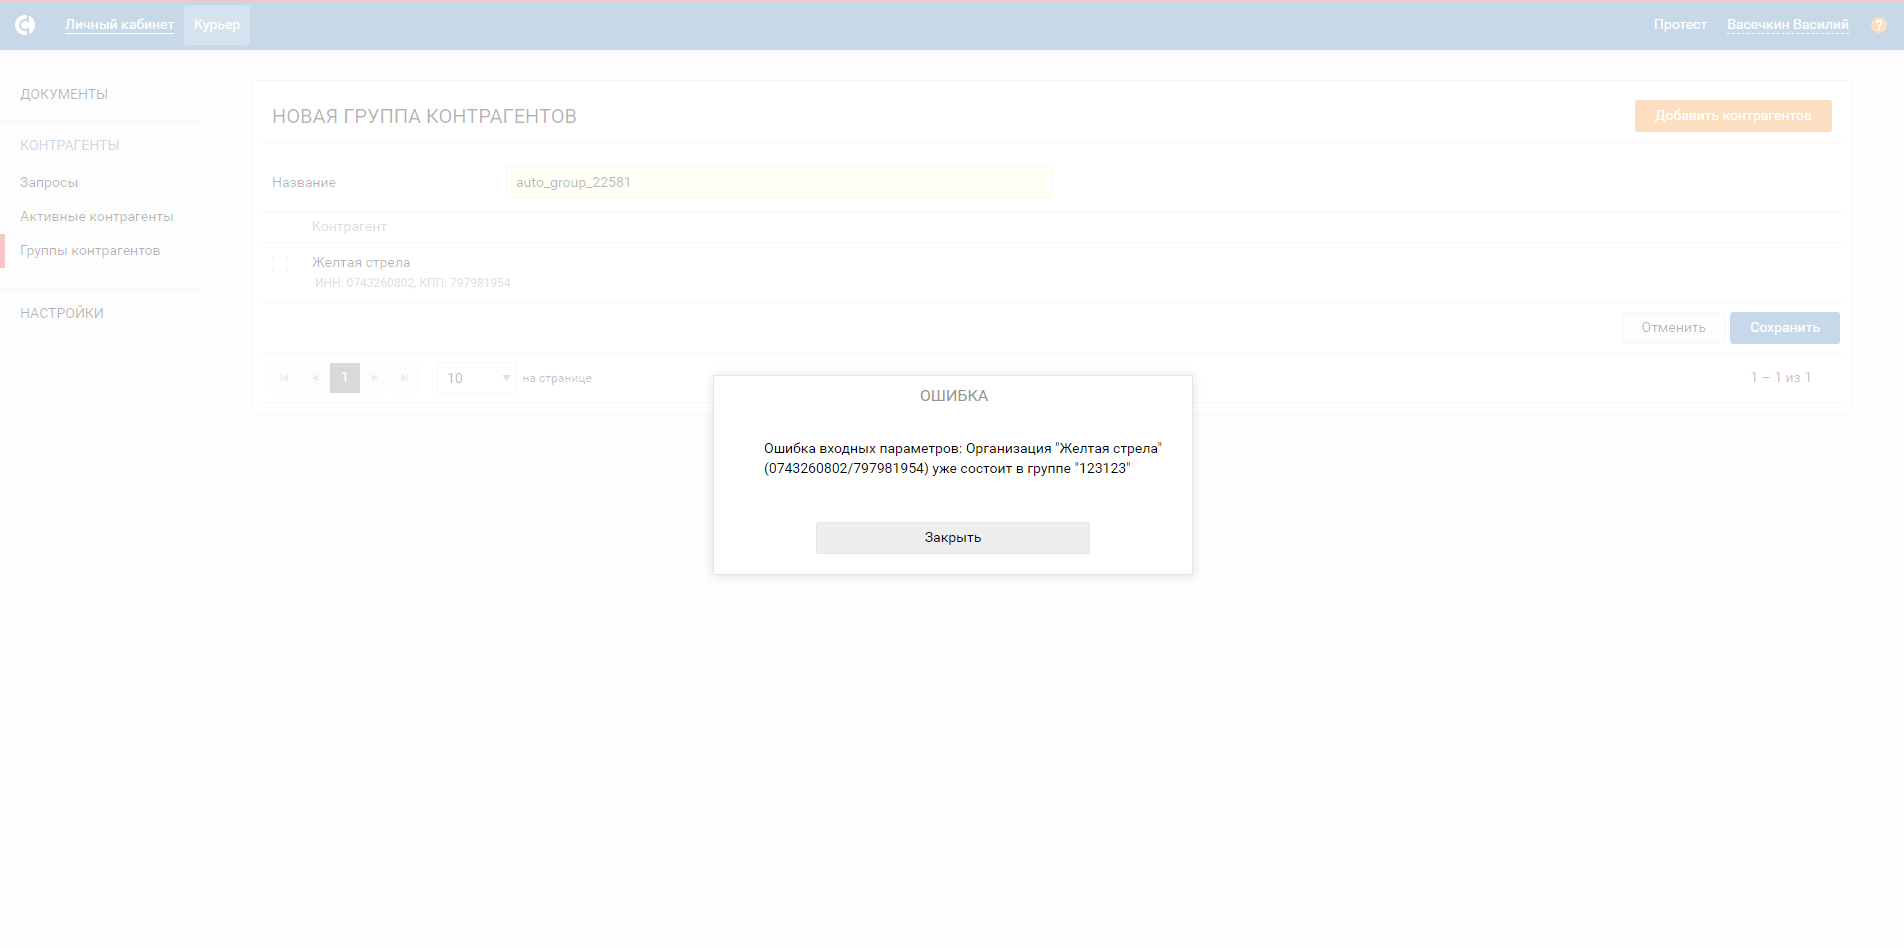 Личный кабинет
Курьер
Протест
Васечкин Василий
?
ДОКУМЕНТЫ
КОНТРАГЕНТЫ
Запросы
Активные контрагенты
Группы контрагентов
НАСТРОЙКИ
НОВАЯ ГРУППА КОНТРАГЕНТОВ
Добавить контрагентов
Название
auto_group_22581
Контрагент
Желтая стрела
ИНН: 0743260802, КПП: 797981954
Отменить
Сохранить
1
10
на странице
1 – 1 из 1
ОШИБКА
Ошибка входных параметров: Организация "Желтая стрела"
(0743260802/797981954) уже состоит в группе "123123"
Закрыть